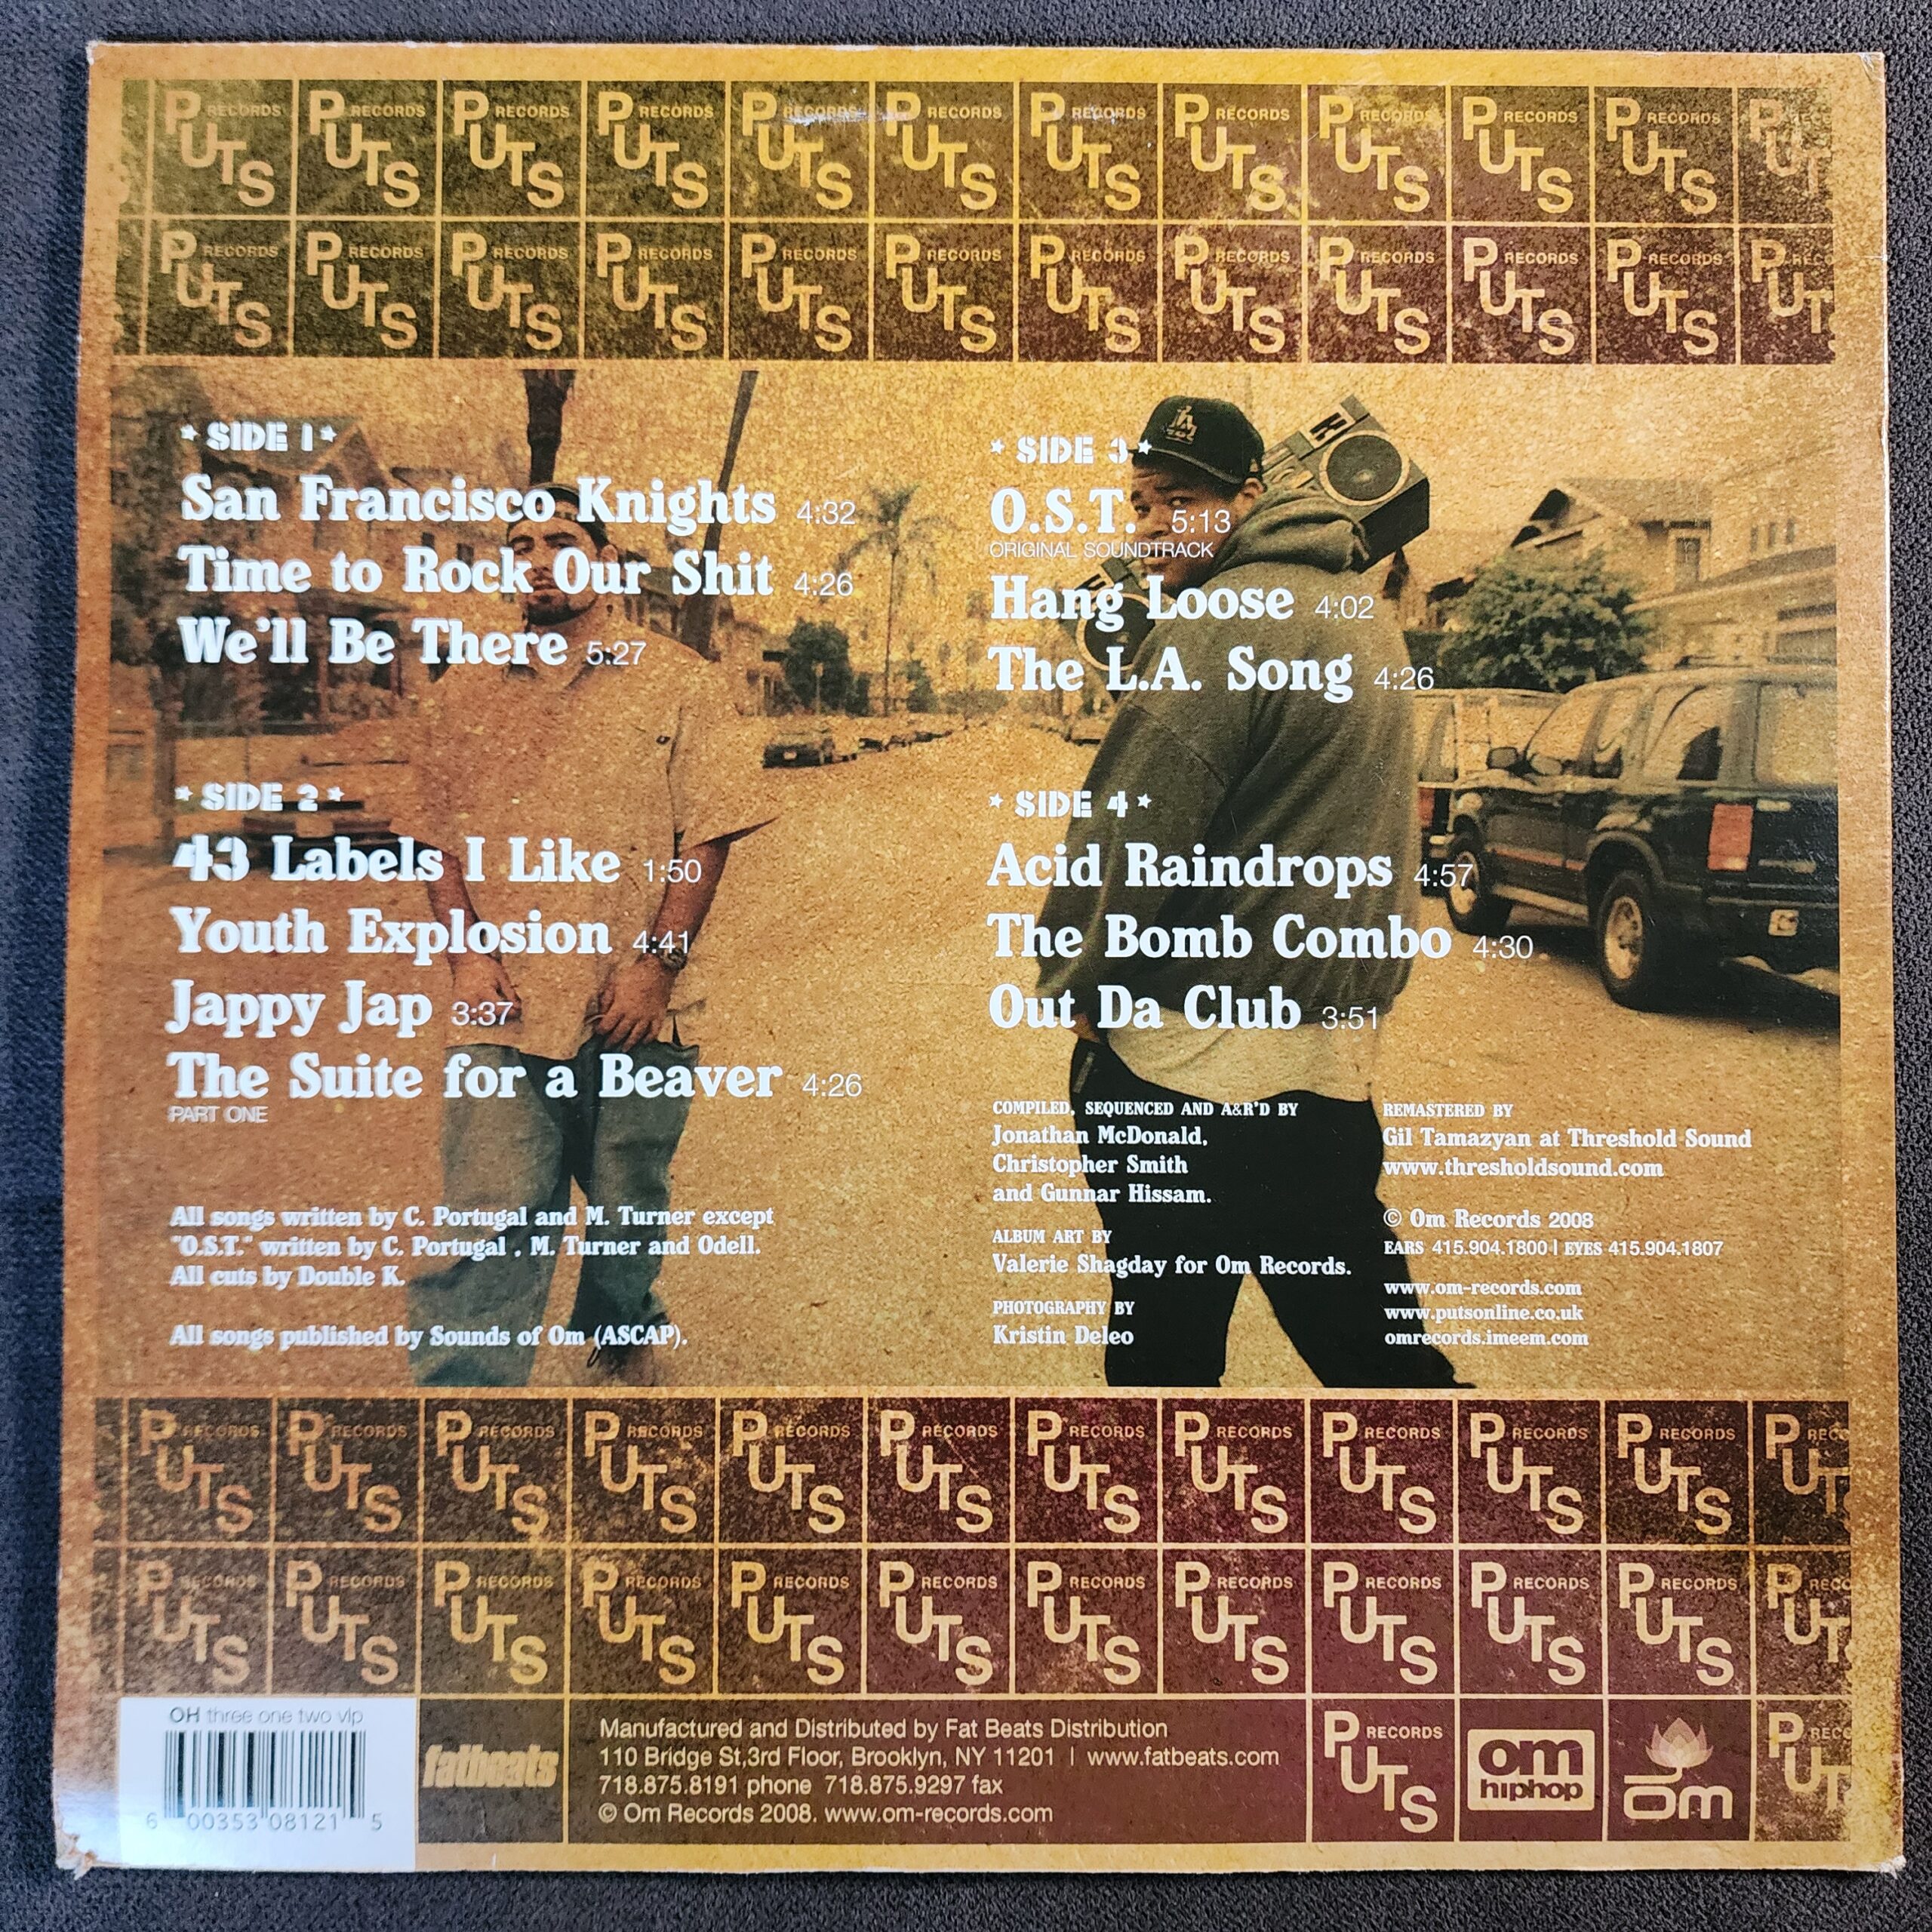 P RECORDS UTS
* SIDE 1 *
San Francisco Knights 4:32
Time to Rock Our Shit 4:26
We'll Be There 5:27
* SIDE 2 *
43 Labels I Like 1:50
Youth Explosion 4:41
Jappy Jap 3:37
The Suite for a Beaver 4:26
PART ONE
All songs written by C. Portugal and M. Turner except
"O.S.T." written by C. Portugal , M. Turner and Odell.
All cuts by Double K.
All songs published by Sounds of Om (ASCAP).
* SIDE 3 *
O.S.T. 5:13
ORIGINAL SOUNDTRACK
Hang Loose 4:02
The L.A. Song 4:26
* SIDE 4 *
Acid Raindrops 4:57
The Bomb Combo 4:30
Out Da Club 3:51
COMPILED, SEQUENCED AND A&R'D BY
Jonathan McDonald,
Christopher Smith
and Gunnar Hissam.
ALBUM ART BY
Valerie Shagday for Om Records.
PHOTOGRAPHY BY
Kristin Deleo
REMASTERED BY
Gil Tamazyan at Threshold Sound
www.thresholdsound.com
© Om Records 2008
EARS 415.904.1800 | EYES 415.904.1807
www.om-records.com
www.putsonline.co.uk
omrecords.imeem.com
OH three one two vlp
6 00353 08121 5
fatbeats
Manufactured and Distributed by Fat Beats Distribution
110 Bridge St,3rd Floor, Brooklyn, NY 11201 | www.fatbeats.com
718.875.8191 phone 718.875.9297 fax
© Om Records 2008. www.om-records.com
P RECORDS UTS
om
hiphop
om